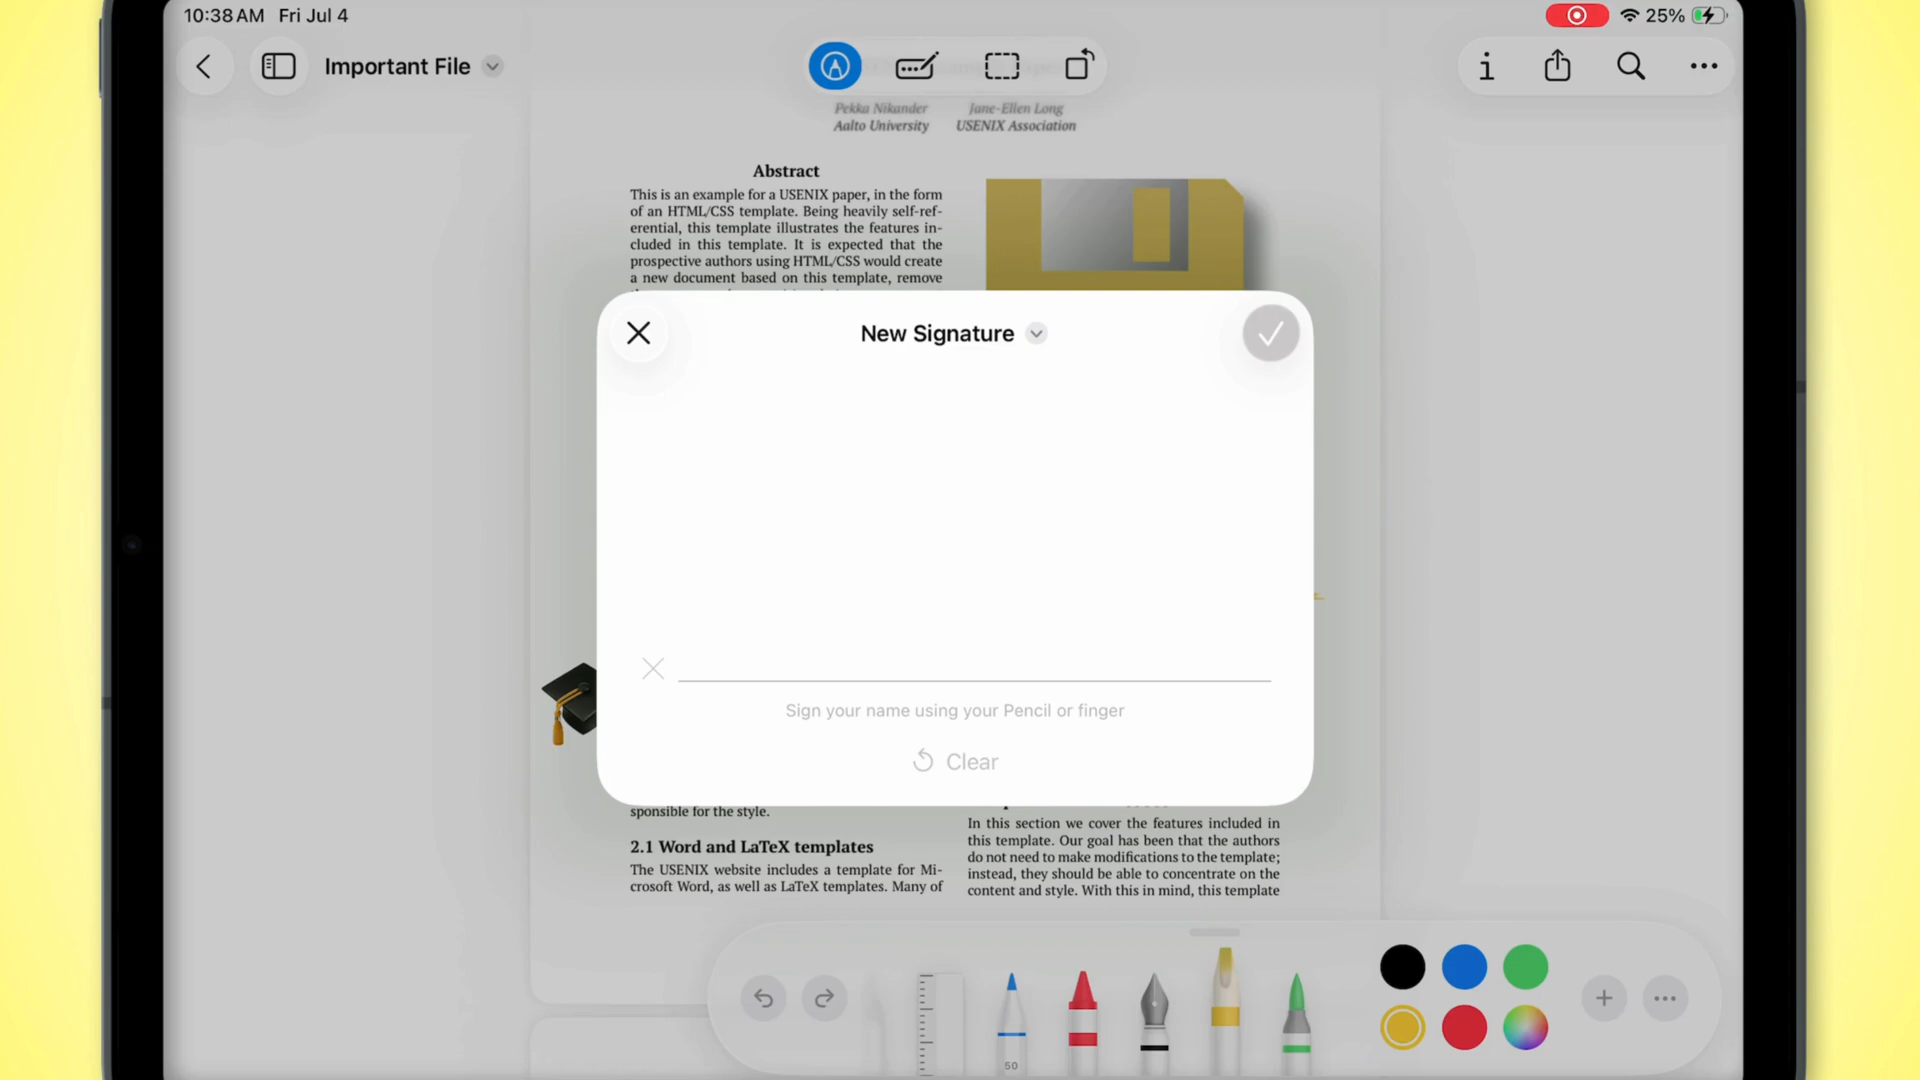 10:38 AM Fri Jul 4
25%
Important File
Pekka Nikander
Aalto University
Jane-Ellen Long
USENIX Association
Abstract
This is an example for a USENIX paper, in the form
of an HTML/CSS template. Being heavily self-ref-
erential, this template illustrates the features in-
cluded in this template. It is expected that the
prospective authors using HTML/CSS would create
a new document based on this template, remove
New Signature
Sign your name using your Pencil or finger
Clear
sponsible for the style.
2.1 Word and LaTeX templates
The USENIX website includes a template for Mi-
crosoft Word, as well as LaTeX templates. Many of
In this section we cover the features included in
this template. Our goal has been that the authors
do not need to make modifications to the template;
instead, they should be able to concentrate on the
content and style. With this in mind, this template
50